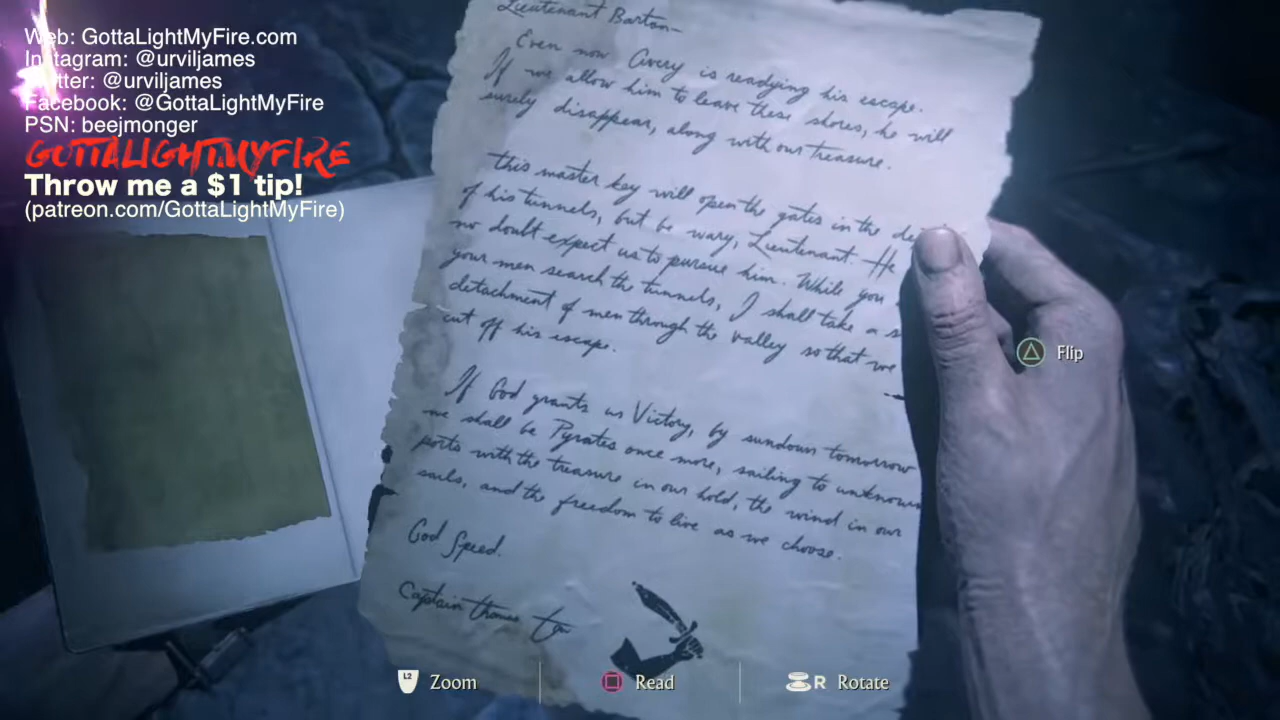 Web: GottaLightMyFire.com
Instagram: @urviljames
Twitter: @urviljames
Facebook: @GottaLightMyFire
PSN: beejmonger
GOTTALIGHTMYFIRE
Throw me a $1 tip!
(patreon.com/GottaLightMyFire)
Lieutenant Barton-
Even now Avery is readying his escape.
If we allow him to leave these shores, he will
surely disappear, along with our treasure.
This master key will open the gates in the
of his tunnels, but be wary, Lieutenant. He
no doubt expect us to pursue him. While you
your men search the tunnels, I shall take a
detachment of men through the valley so that we
cut off his escape.
If God grants us Victory, by sundown tomorrow
we shall be Pyrates once more, sailing to unknown
ports with the treasure in our hold, the wind in our
sails, and the freedom to live as we choose.
God Speed.
Captain Thomas Tew
Flip
L2 Zoom
Read
R Rotate